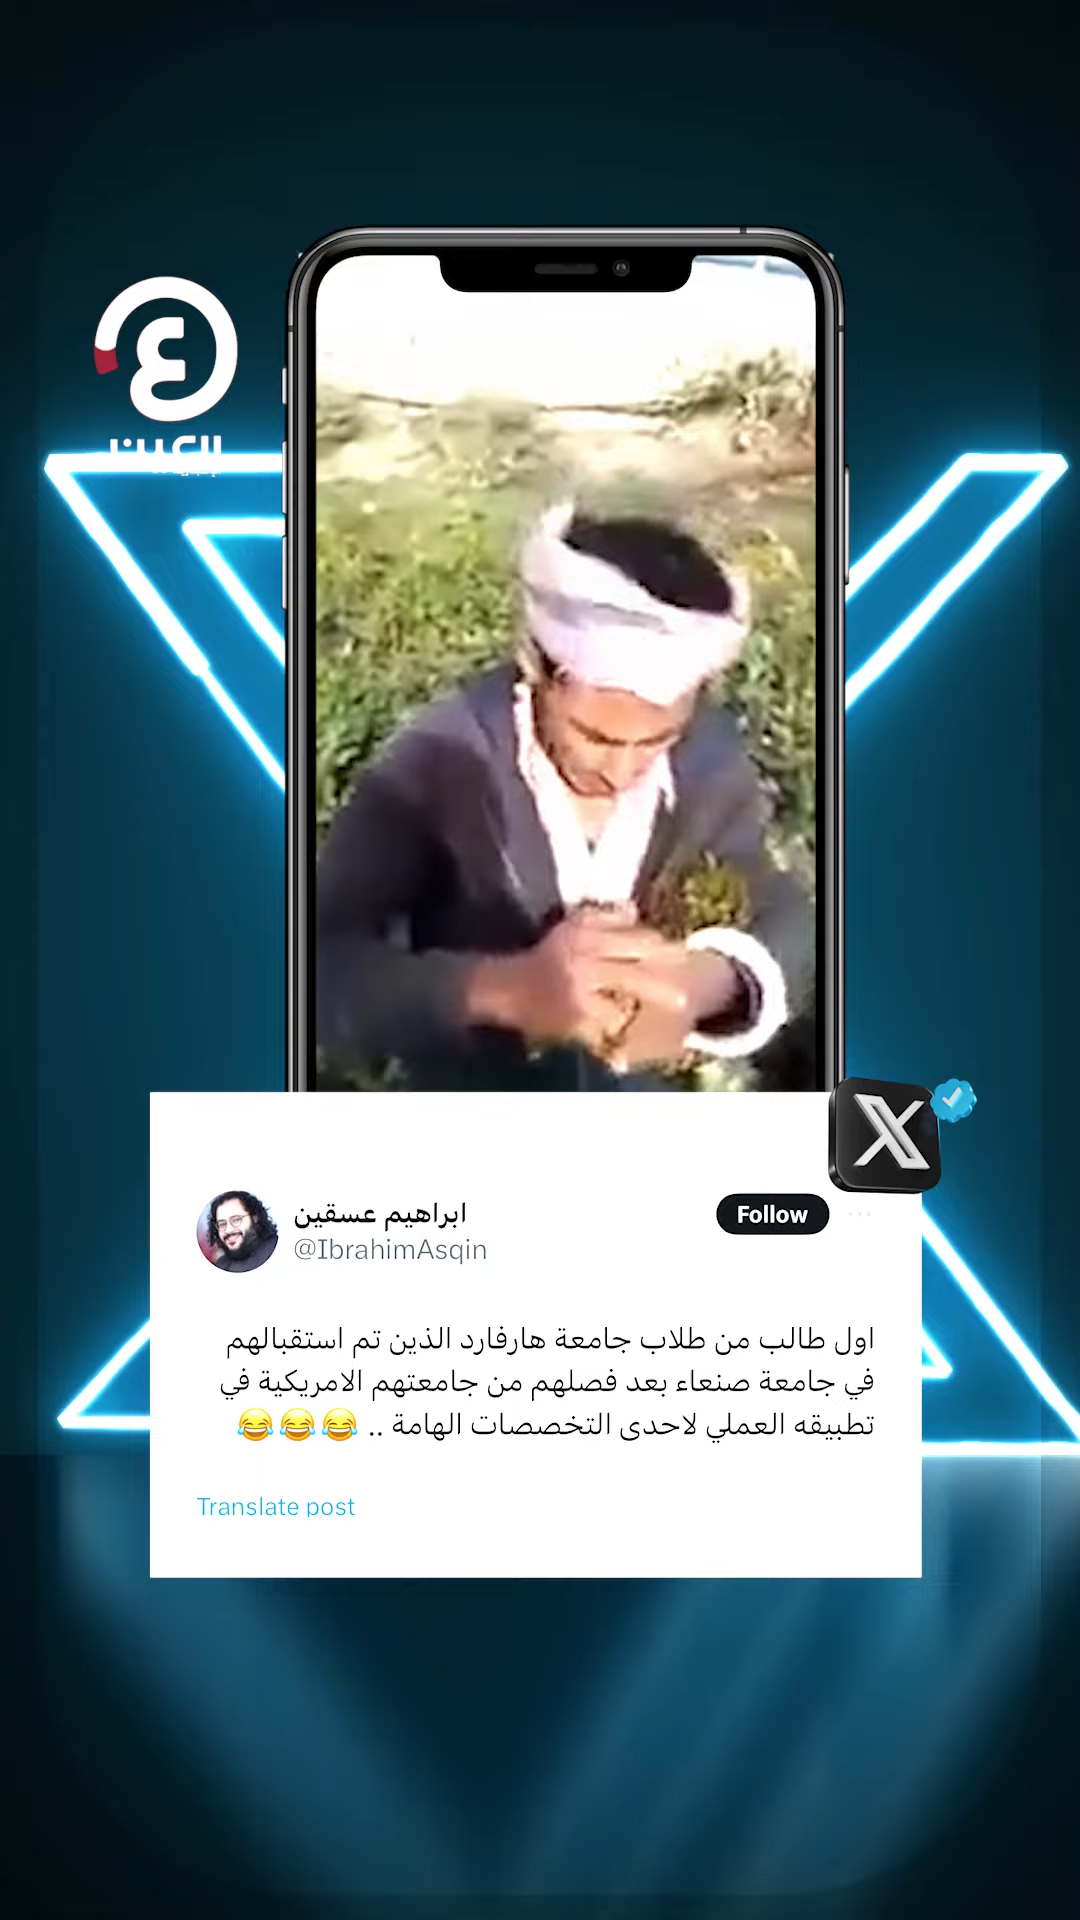 العين
ابراهيم عسقين
@IbrahimAsqin
Follow
اول طالب من طلاب جامعة هارفارد الذين تم استقبالهم
في جامعة صنعاء بعد فصلهم من جامعتهم الامريكية في
تطبيقه العملي لاحدى التخصصات الهامة .. 😂😂😂
Translate post